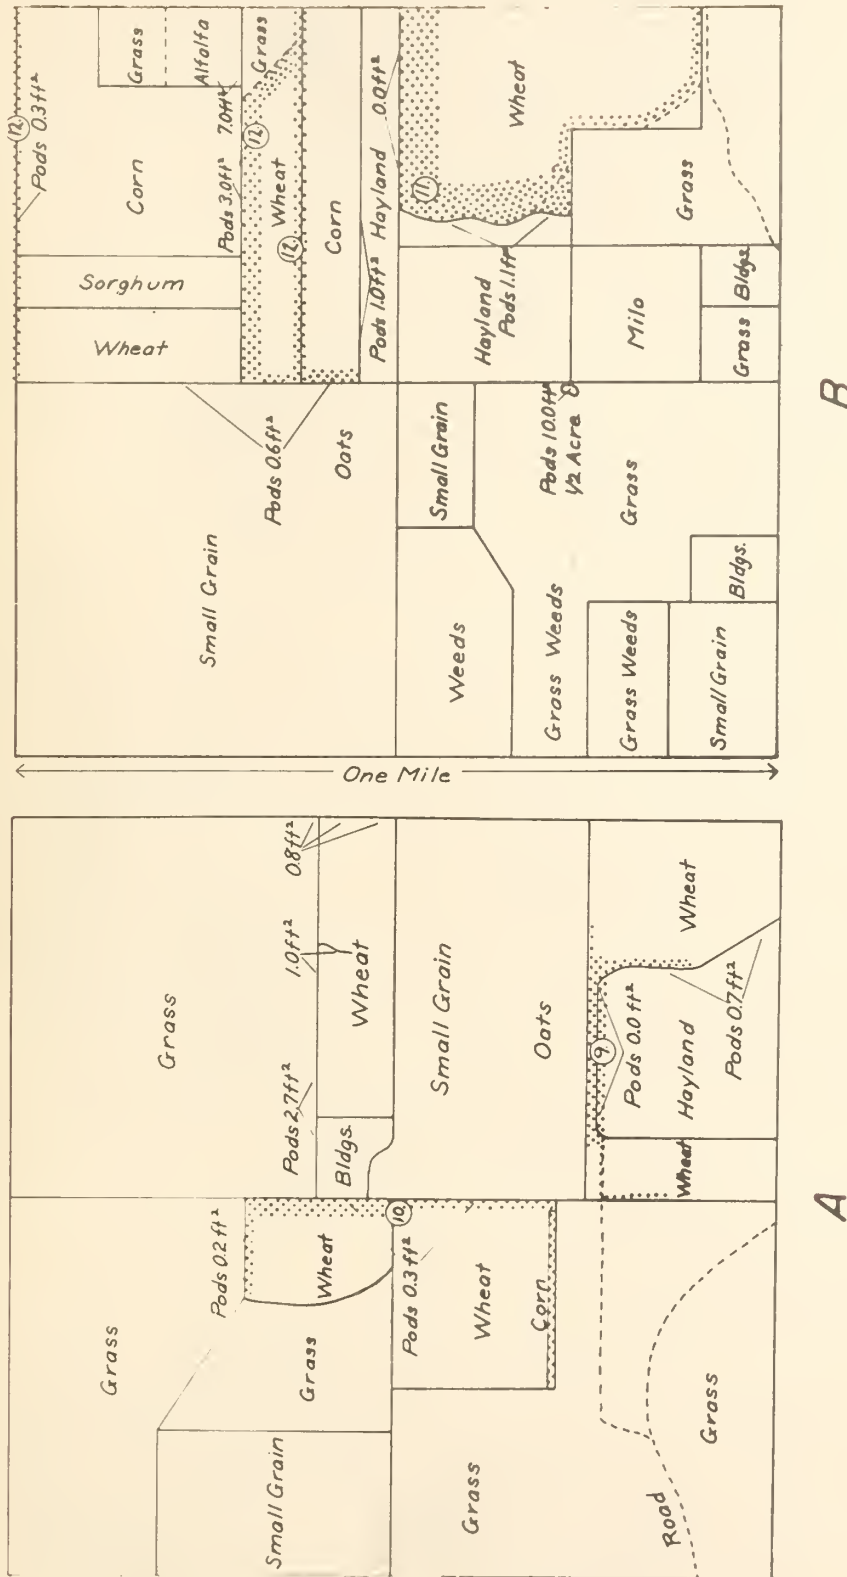 Grass
Grass
Pods 0.2 ft²
Wheat
Grass
Small Grain
Pods 2.7 ft²
1.0 ft²
0.8 ft²
Bldgs.
Wheat
10.
Pods 0.3 ft²
Wheat
Corn
Grass
Small Grain
Oats
9.
Pods 0.0 ft²
Hayland
Pods 0.7 ft²
Wheat
Wheat
Road
Grass
A
One Mile
Small Grain
Oats
Pods 0.6 ft²
Wheat
Sorghum
Corn
12.
Pods 0.3 ft²
Grass
Alfalfa
Grass
Pods 3.0 ft²
7.0 ft²
12.
Wheat
12.
Corn
Pods 1.0 ft²
Hayland
0.0 ft²
Small Grain
Weeds
Pods 10.0 ft²
1/2 Acre
Grass
Grass Weeds
Grass Weeds
Small Grain
Bldgs.
Hayland
Pods 1.1 ft
11.
Wheat
Milo
Grass
Grass
Bldgs.
B